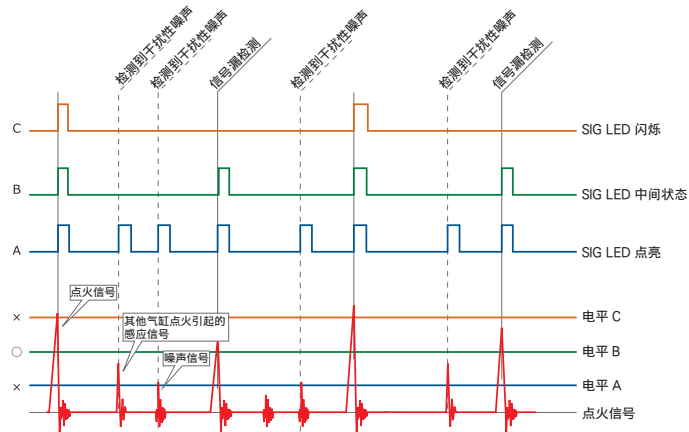 检测到干扰性噪声
检测到干扰性噪声
信号漏检测
检测到干扰性噪声
检测到干扰性噪声
信号漏检测
C
SIG LED 闪烁
B
SIG LED 中间状态
A
SIG LED 点亮
点火信号
×
电平 C
其他气缸点火引起的
感应信号
○
电平 B
噪声信号
×
电平 A
点火信号